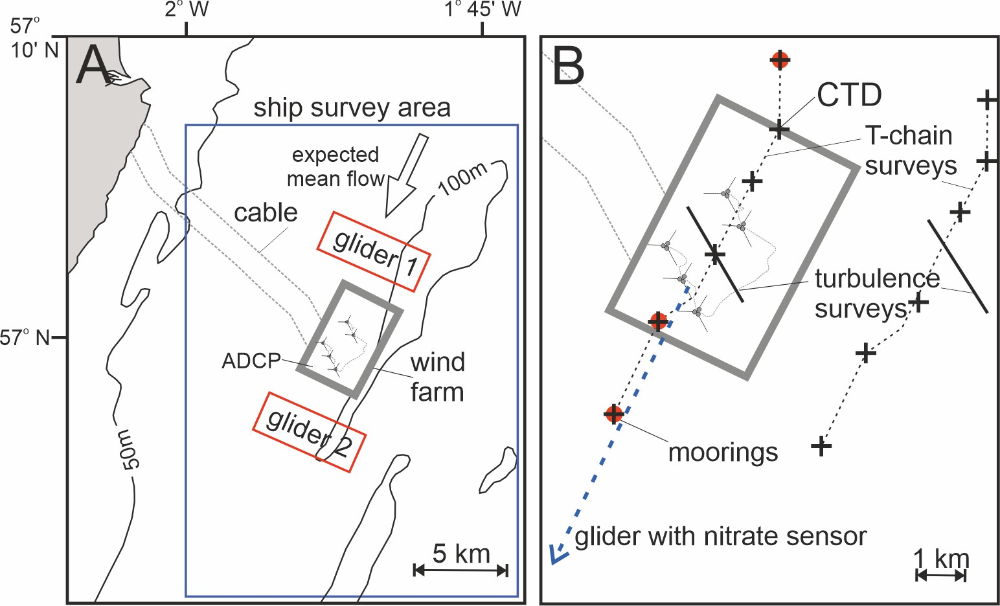 2° W
1° 45' W
57°
10' N
A
ship survey area
expected
mean flow
100m
cable
glider 1
57° N
ADCP
wind
farm
glider 2
50m
5 km
B
CTD
T-chain
surveys
turbulence
surveys
moorings
glider with nitrate sensor
1 km